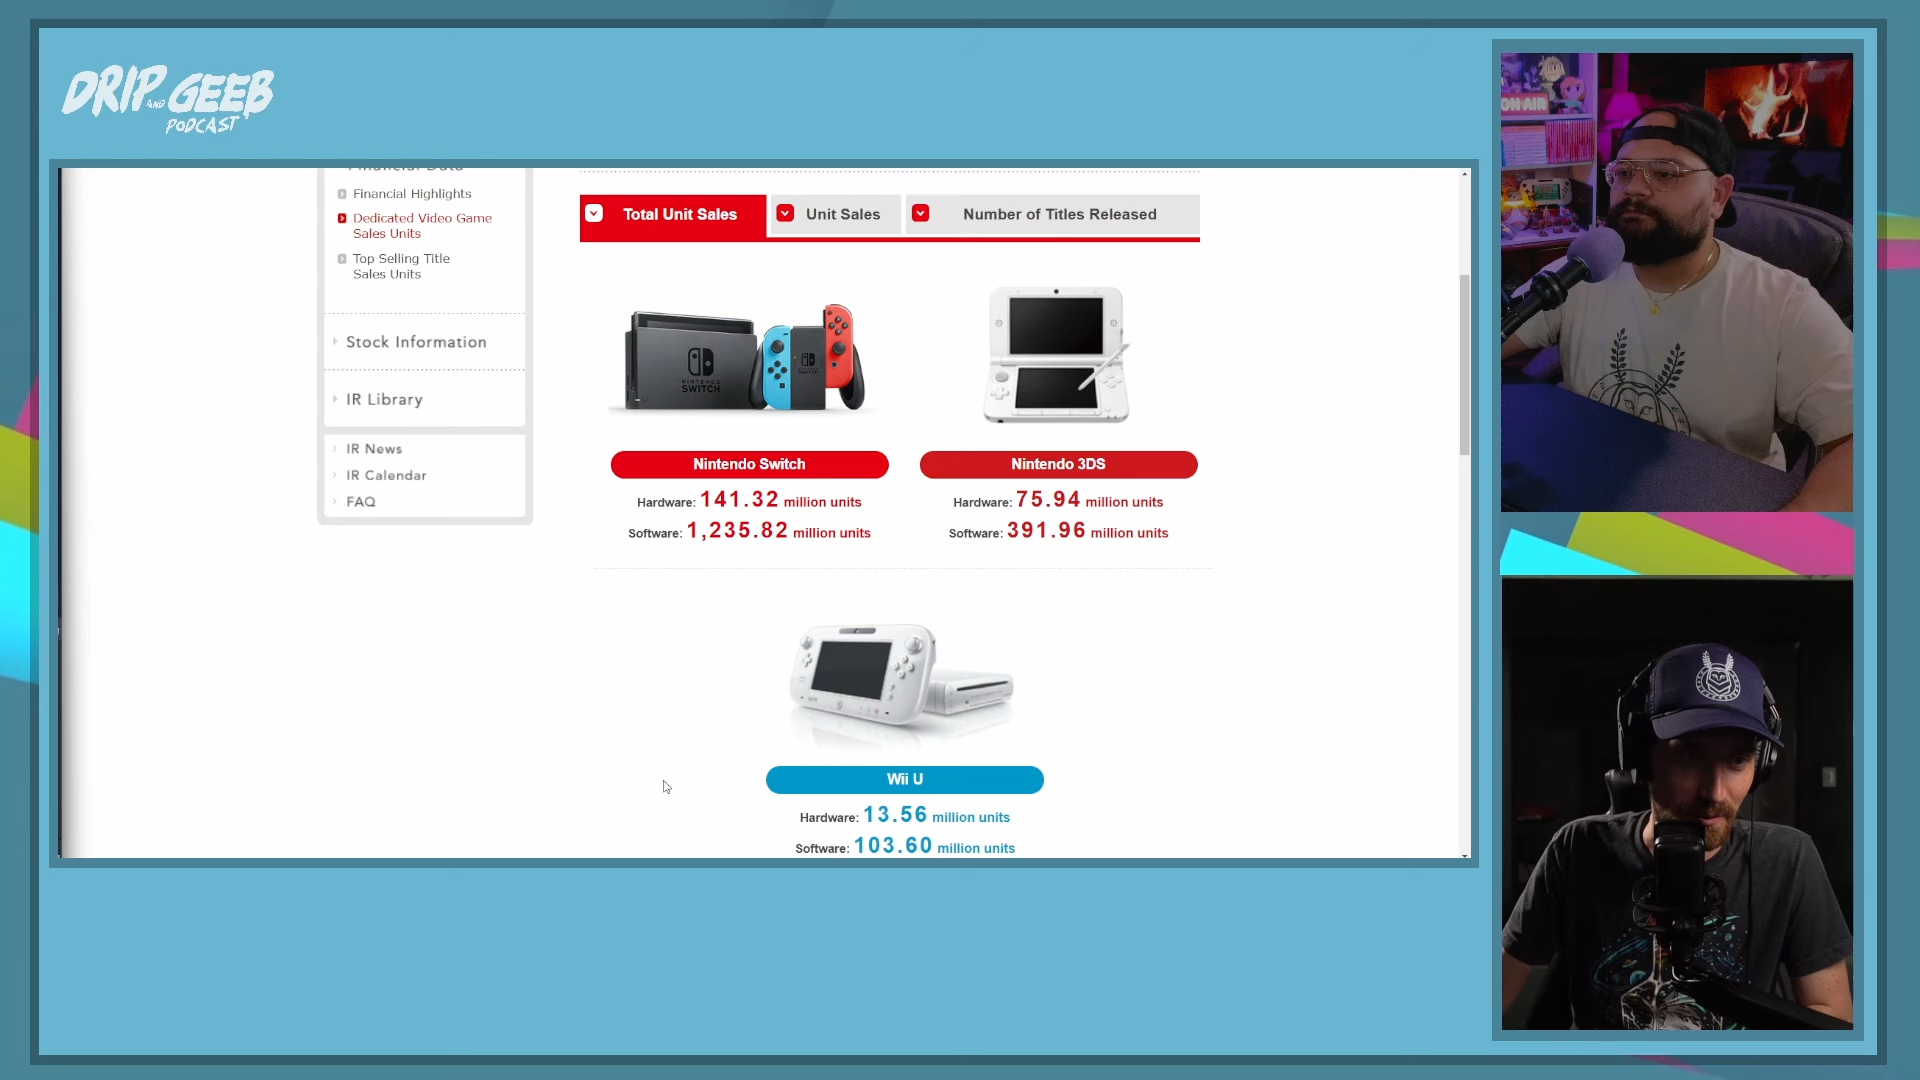 DRIP AND GEEB
PODCAST
Financial Data
Financial Highlights
Dedicated Video Game
Sales Units
Top Selling Title
Sales Units
Stock Information
IR Library
IR News
IR Calendar
FAQ
Total Unit Sales
Unit Sales
Number of Titles Released
NINTENDO
SWITCH
Nintendo Switch
Hardware: 141.32 million units
Software: 1,235.82 million units
Nintendo 3DS
Hardware: 75.94 million units
Software: 391.96 million units
Wii U
Hardware: 13.56 million units
Software: 103.60 million units
ON AIR